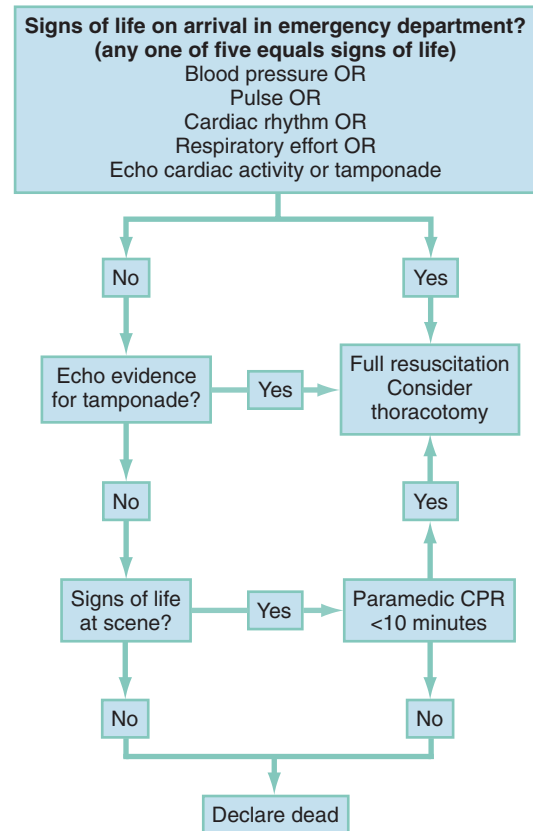 Signs of life on arrival in emergency department?
(any one of five equals signs of life)
Blood pressure OR
Pulse OR
Cardiac rhythm OR
Respiratory effort OR
Echo cardiac activity or tamponade
No
Yes
Echo evidence
for tamponade?
Yes
Full resuscitation
Consider
thoracotomy
No
Yes
Signs of life
at scene?
Yes
Paramedic CPR
<10 minutes
No
No
Declare dead